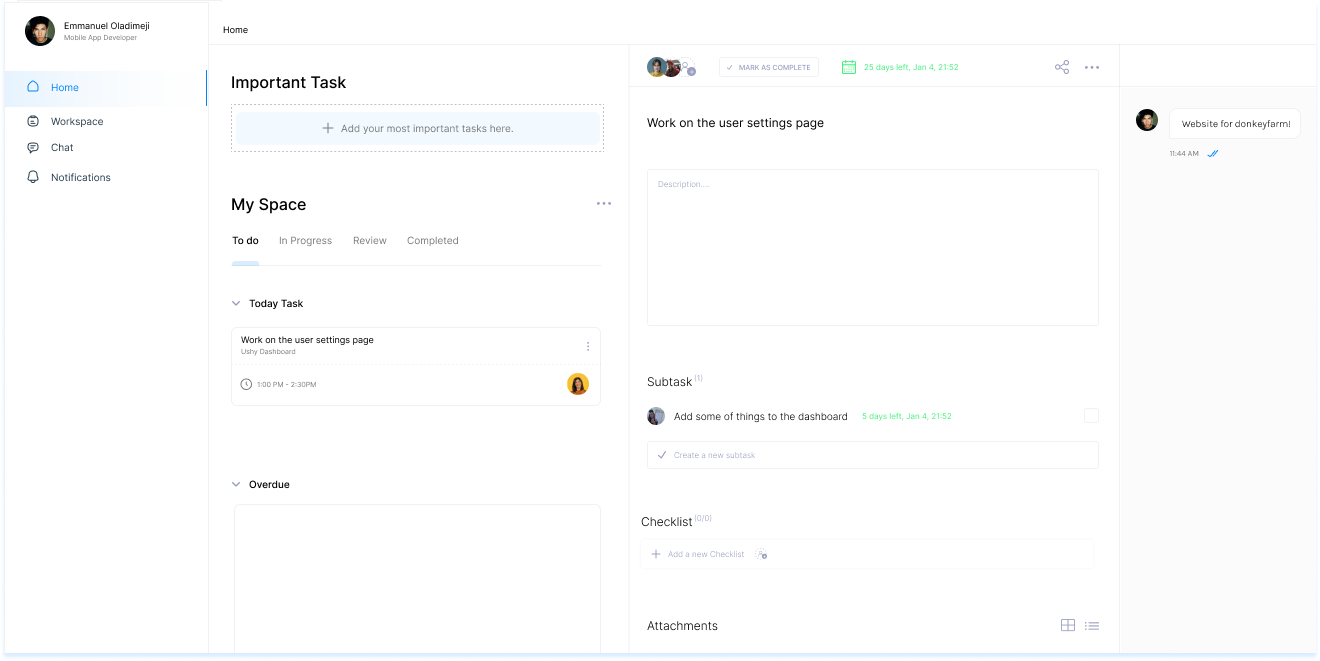 Emmanuel Oladimeji
Mobile App Developer
Home
Workspace
Chat
Notifications
Home
Important Task
Add your most important tasks here.
My Space
To do
In Progress
Review
Completed
Today Task
Work on the user settings page
Ushy Dashboard
1:00 PM - 2:30PM
Overdue
MARK AS COMPLETE
25 days left, Jan 4, 21:52
Work on the user settings page
Description....
Subtask (1)
Add some of things to the dashboard
5 days left, Jan 4, 21:52
Create a new subtask
Checklist (0/0)
Add a new Checklist
Attachments
Website for donkeyfarm!
11:44 AM